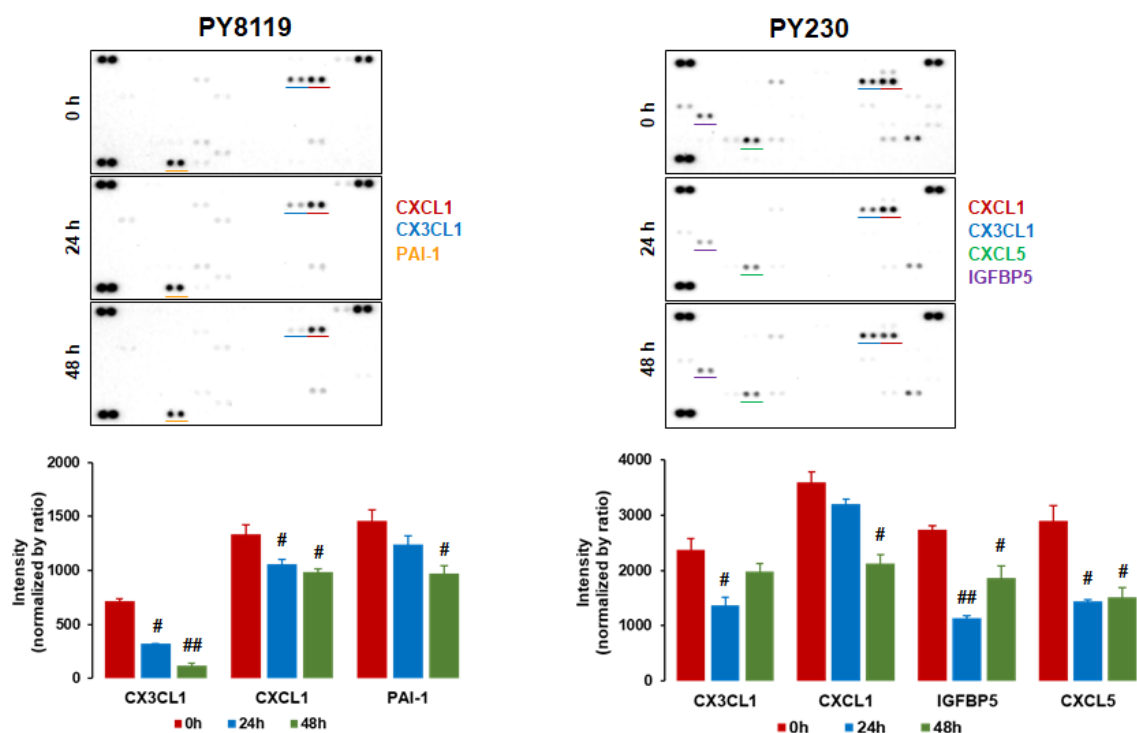 PY8119
0 h
24 h
48 h
CXCL1
CX3CL1
PAI-1
2000
1500
1000
500
0
Intensity
(normalized by ratio)
#
##
#
#
#
CX3CL1 CXCL1 PAI-1
0h 24h 48h
PY230
0 h
24 h
48 h
CXCL1
CX3CL1
CXCL5
IGFBP5
4000
3000
2000
1000
0
Intensity
(normalized by ratio)
#
#
##
#
#
#
CX3CL1 CXCL1 IGFBP5 CXCL5
0h 24h 48h